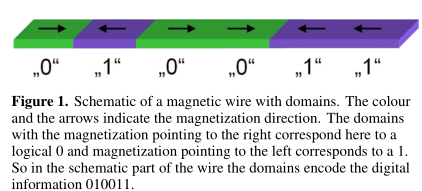 „0“ „1“ „0“ „0“ „1“ „1“
Figure 1. Schematic of a magnetic wire with domains. The colour
and the arrows indicate the magnetization direction. The domains
with the magnetization pointing to the right correspond here to a
logical 0 and magnetization pointing to the left corresponds to a 1.
So in the schematic part of the wire the domains encode the digital
information 010011.